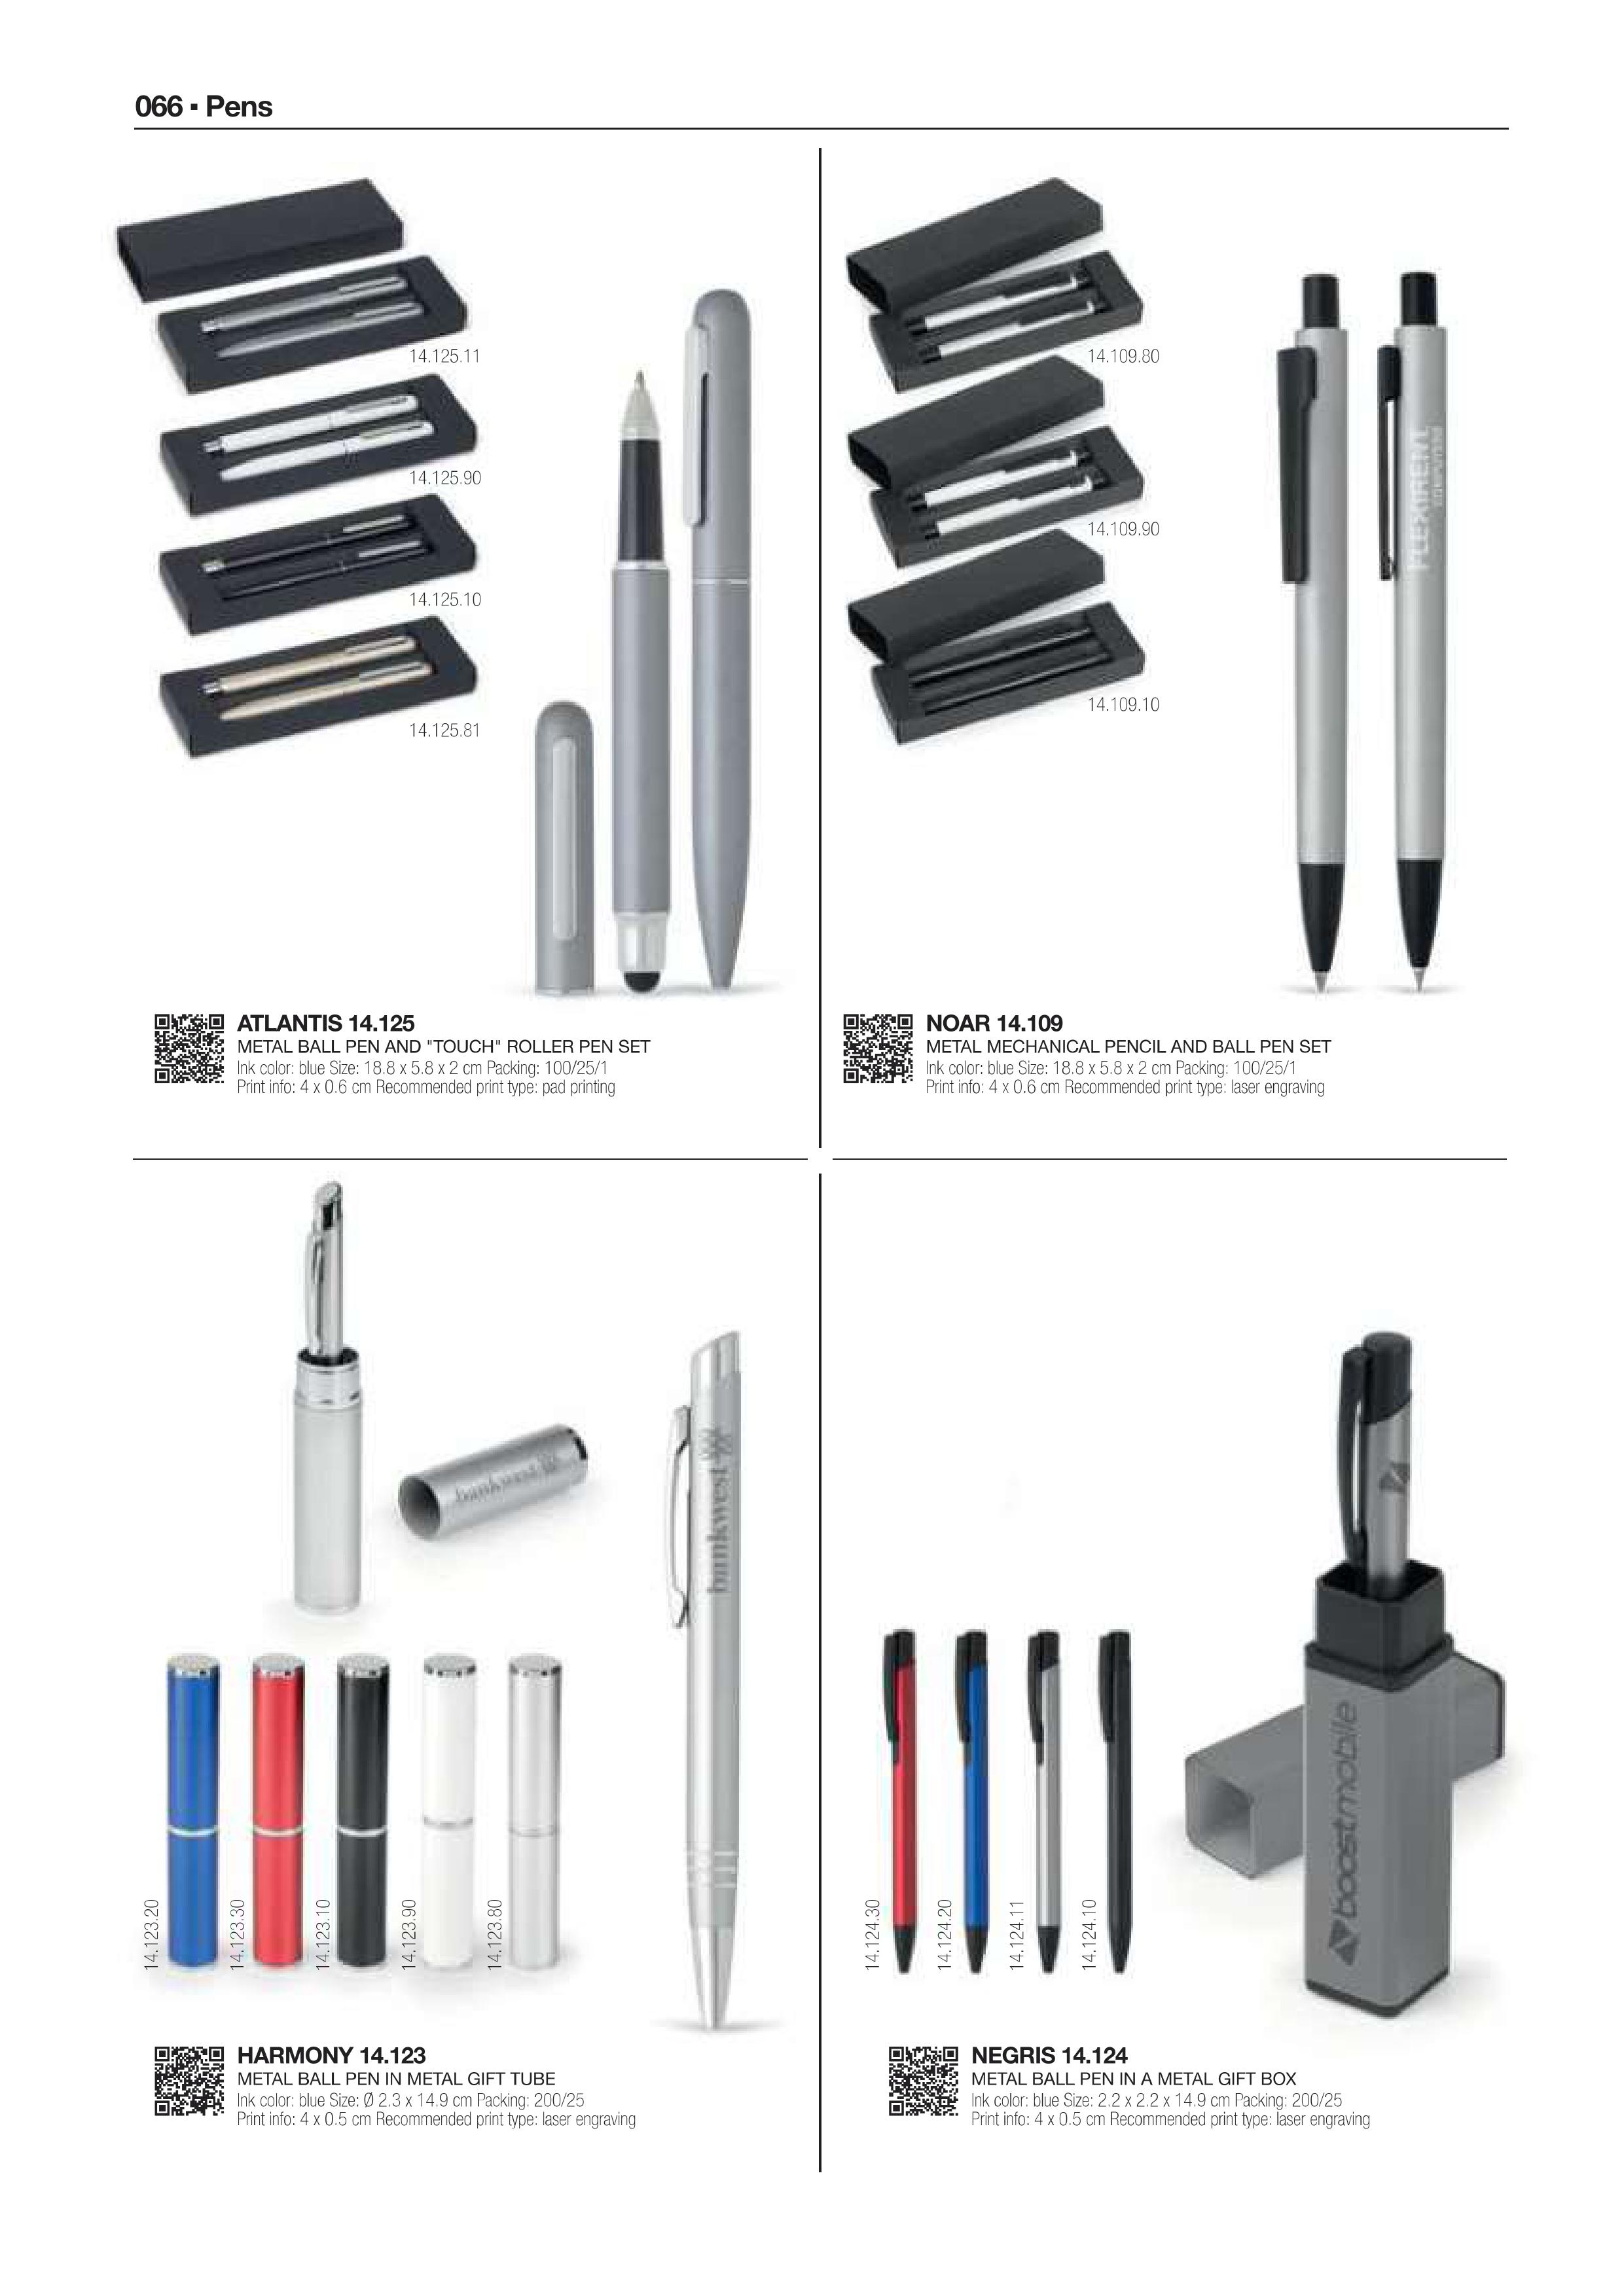 066 ▪ Pens
14.125.11
14.125.90
14.125.10
14.125.81
ATLANTIS 14.125
METAL BALL PEN AND "TOUCH" ROLLER PEN SET
Ink color: blue Size: 18.8 x 5.8 x 2 cm Packing: 100/25/1
Print info: 4 x 0.6 cm Recommended print type: pad printing
14.109.80
14.109.90
14.109.10
FLEXIRENT
COMPUTERS
NOAR 14.109
METAL MECHANICAL PENCIL AND BALL PEN SET
Ink color: blue Size: 18.8 x 5.8 x 2 cm Packing: 100/25/1
Print info: 4 x 0.6 cm Recommended print type: laser engraving
bankwest
bankwest
14.123.20
14.123.30
14.123.10
14.123.90
14.123.80
HARMONY 14.123
METAL BALL PEN IN METAL GIFT TUBE
Ink color: blue Size: Ø 2.3 x 14.9 cm Packing: 200/25
Print info: 4 x 0.5 cm Recommended print type: laser engraving
14.124.30
14.124.20
14.124.11
14.124.10
boostmobile
NEGRIS 14.124
METAL BALL PEN IN A METAL GIFT BOX
Ink color: blue Size: 2.2 x 2.2 x 14.9 cm Packing: 200/25
Print info: 4 x 0.5 cm Recommended print type: laser engraving